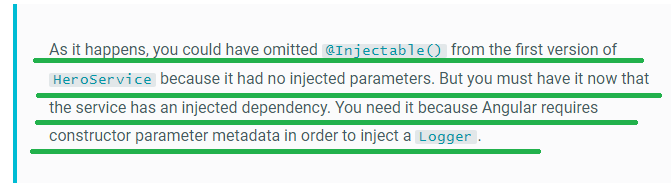 As it happens, you could have omitted @Injectable() from the first version of
HeroService because it had no injected parameters. But you must have it now that
the service has an injected dependency. You need it because Angular requires
constructor parameter metadata in order to inject a Logger.